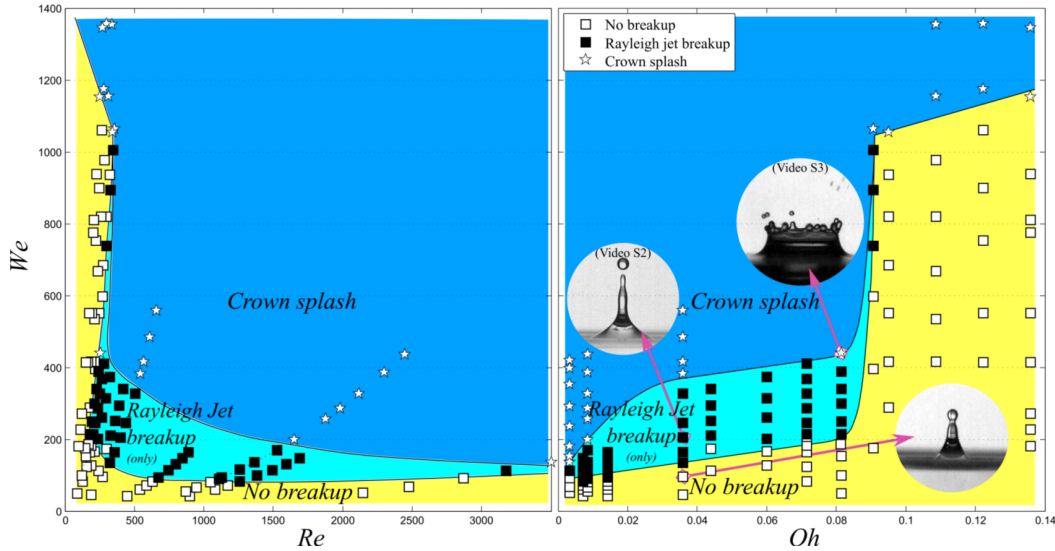 1400
1200
1000
800
600
400
200
0
We
0
500
1000
1500
2000
2500
3000
Re
Crown splash
Rayleigh Jet
breakup
(only)
No breakup
No breakup
Rayleigh jet breakup
Crown splash
(Video S3)
(Video S2)
Crown splash
Rayleigh Jet
breakup
(only)
No breakup
0
0.02
0.04
0.06
0.08
0.1
0.12
0.14
Oh